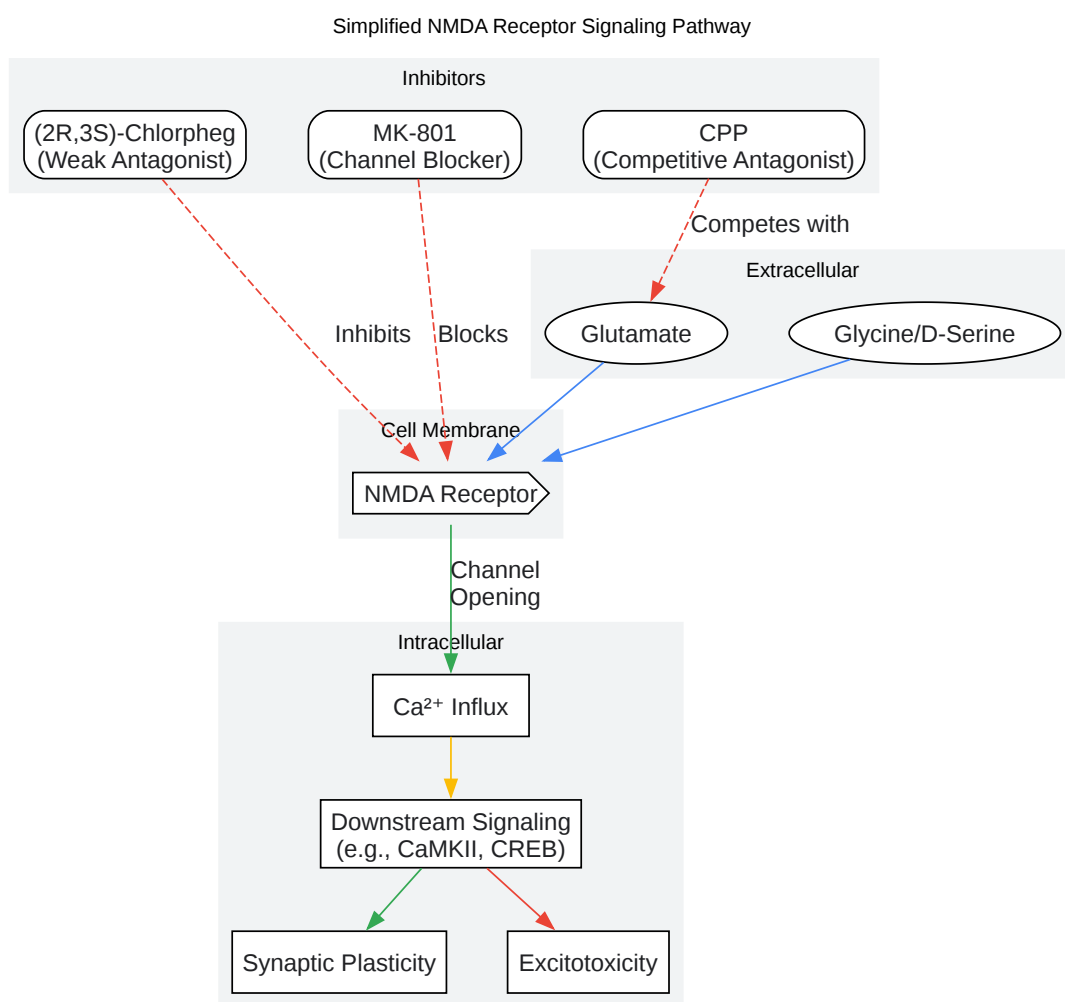 Simplified NMDA Receptor Signaling Pathway
Inhibitors
(2R,3S)-Chlorpheg
(Weak Antagonist)
MK-801
(Channel Blocker)
CPP
(Competitive Antagonist)
Competes with
Extracellular
Inhibits
Blocks
Glutamate
Glycine/D-Serine
Cell Membrane
NMDA Receptor
Channel
Opening
Intracellular
Ca²⁺ Influx
Downstream Signaling
(e.g., CaMKII, CREB)
Synaptic Plasticity
Excitotoxicity